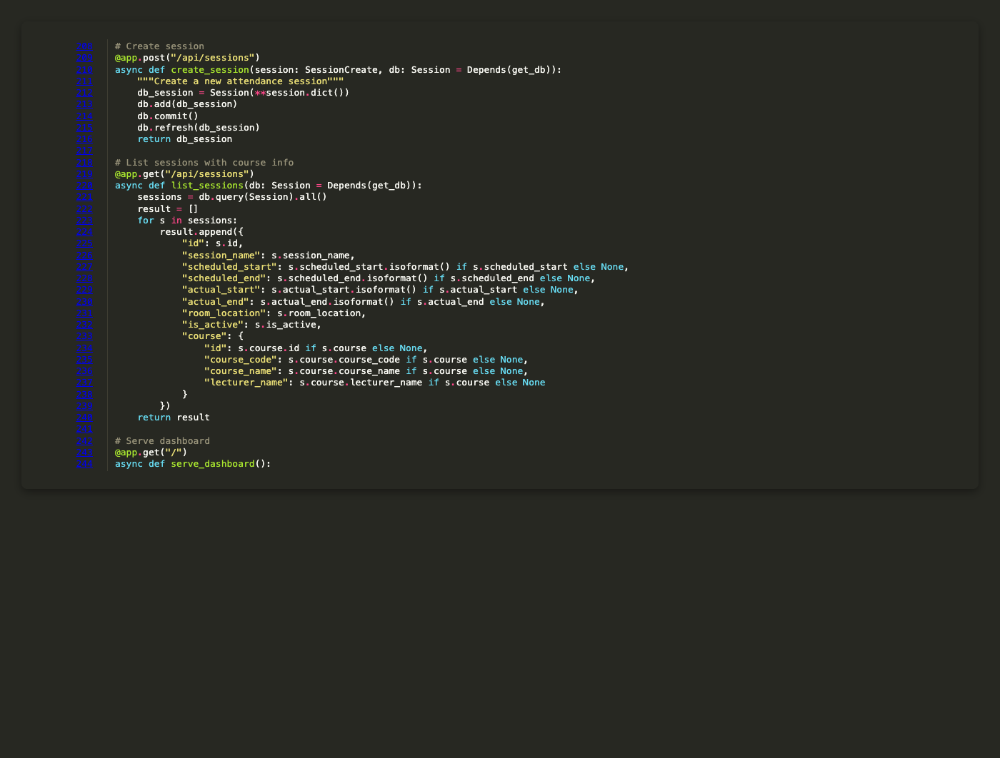 208 # Create session
209 @app.post("/api/sessions")
210 async def create_session(session: SessionCreate, db: Session = Depends(get_db)):
211     """Create a new attendance session"""
212     db_session = Session(**session.dict())
213     db.add(db_session)
214     db.commit()
215     db.refresh(db_session)
216     return db_session
217
218 # List sessions with course info
219 @app.get("/api/sessions")
220 async def list_sessions(db: Session = Depends(get_db)):
221     sessions = db.query(Session).all()
222     result = []
223     for s in sessions:
224         result.append({
225             "id": s.id,
226             "session_name": s.session_name,
227             "scheduled_start": s.scheduled_start.isoformat() if s.scheduled_start else None,
228             "scheduled_end": s.scheduled_end.isoformat() if s.scheduled_end else None,
229             "actual_start": s.actual_start.isoformat() if s.actual_start else None,
230             "actual_end": s.actual_end.isoformat() if s.actual_end else None,
231             "room_location": s.room_location,
232             "is_active": s.is_active,
233             "course": {
234                 "id": s.course.id if s.course else None,
235                 "course_code": s.course.course_code if s.course else None,
236                 "course_name": s.course.course_name if s.course else None,
237                 "lecturer_name": s.course.lecturer_name if s.course else None
238             }
239         })
240     return result
241
242 # Serve dashboard
243 @app.get("/")
244 async def serve_dashboard():